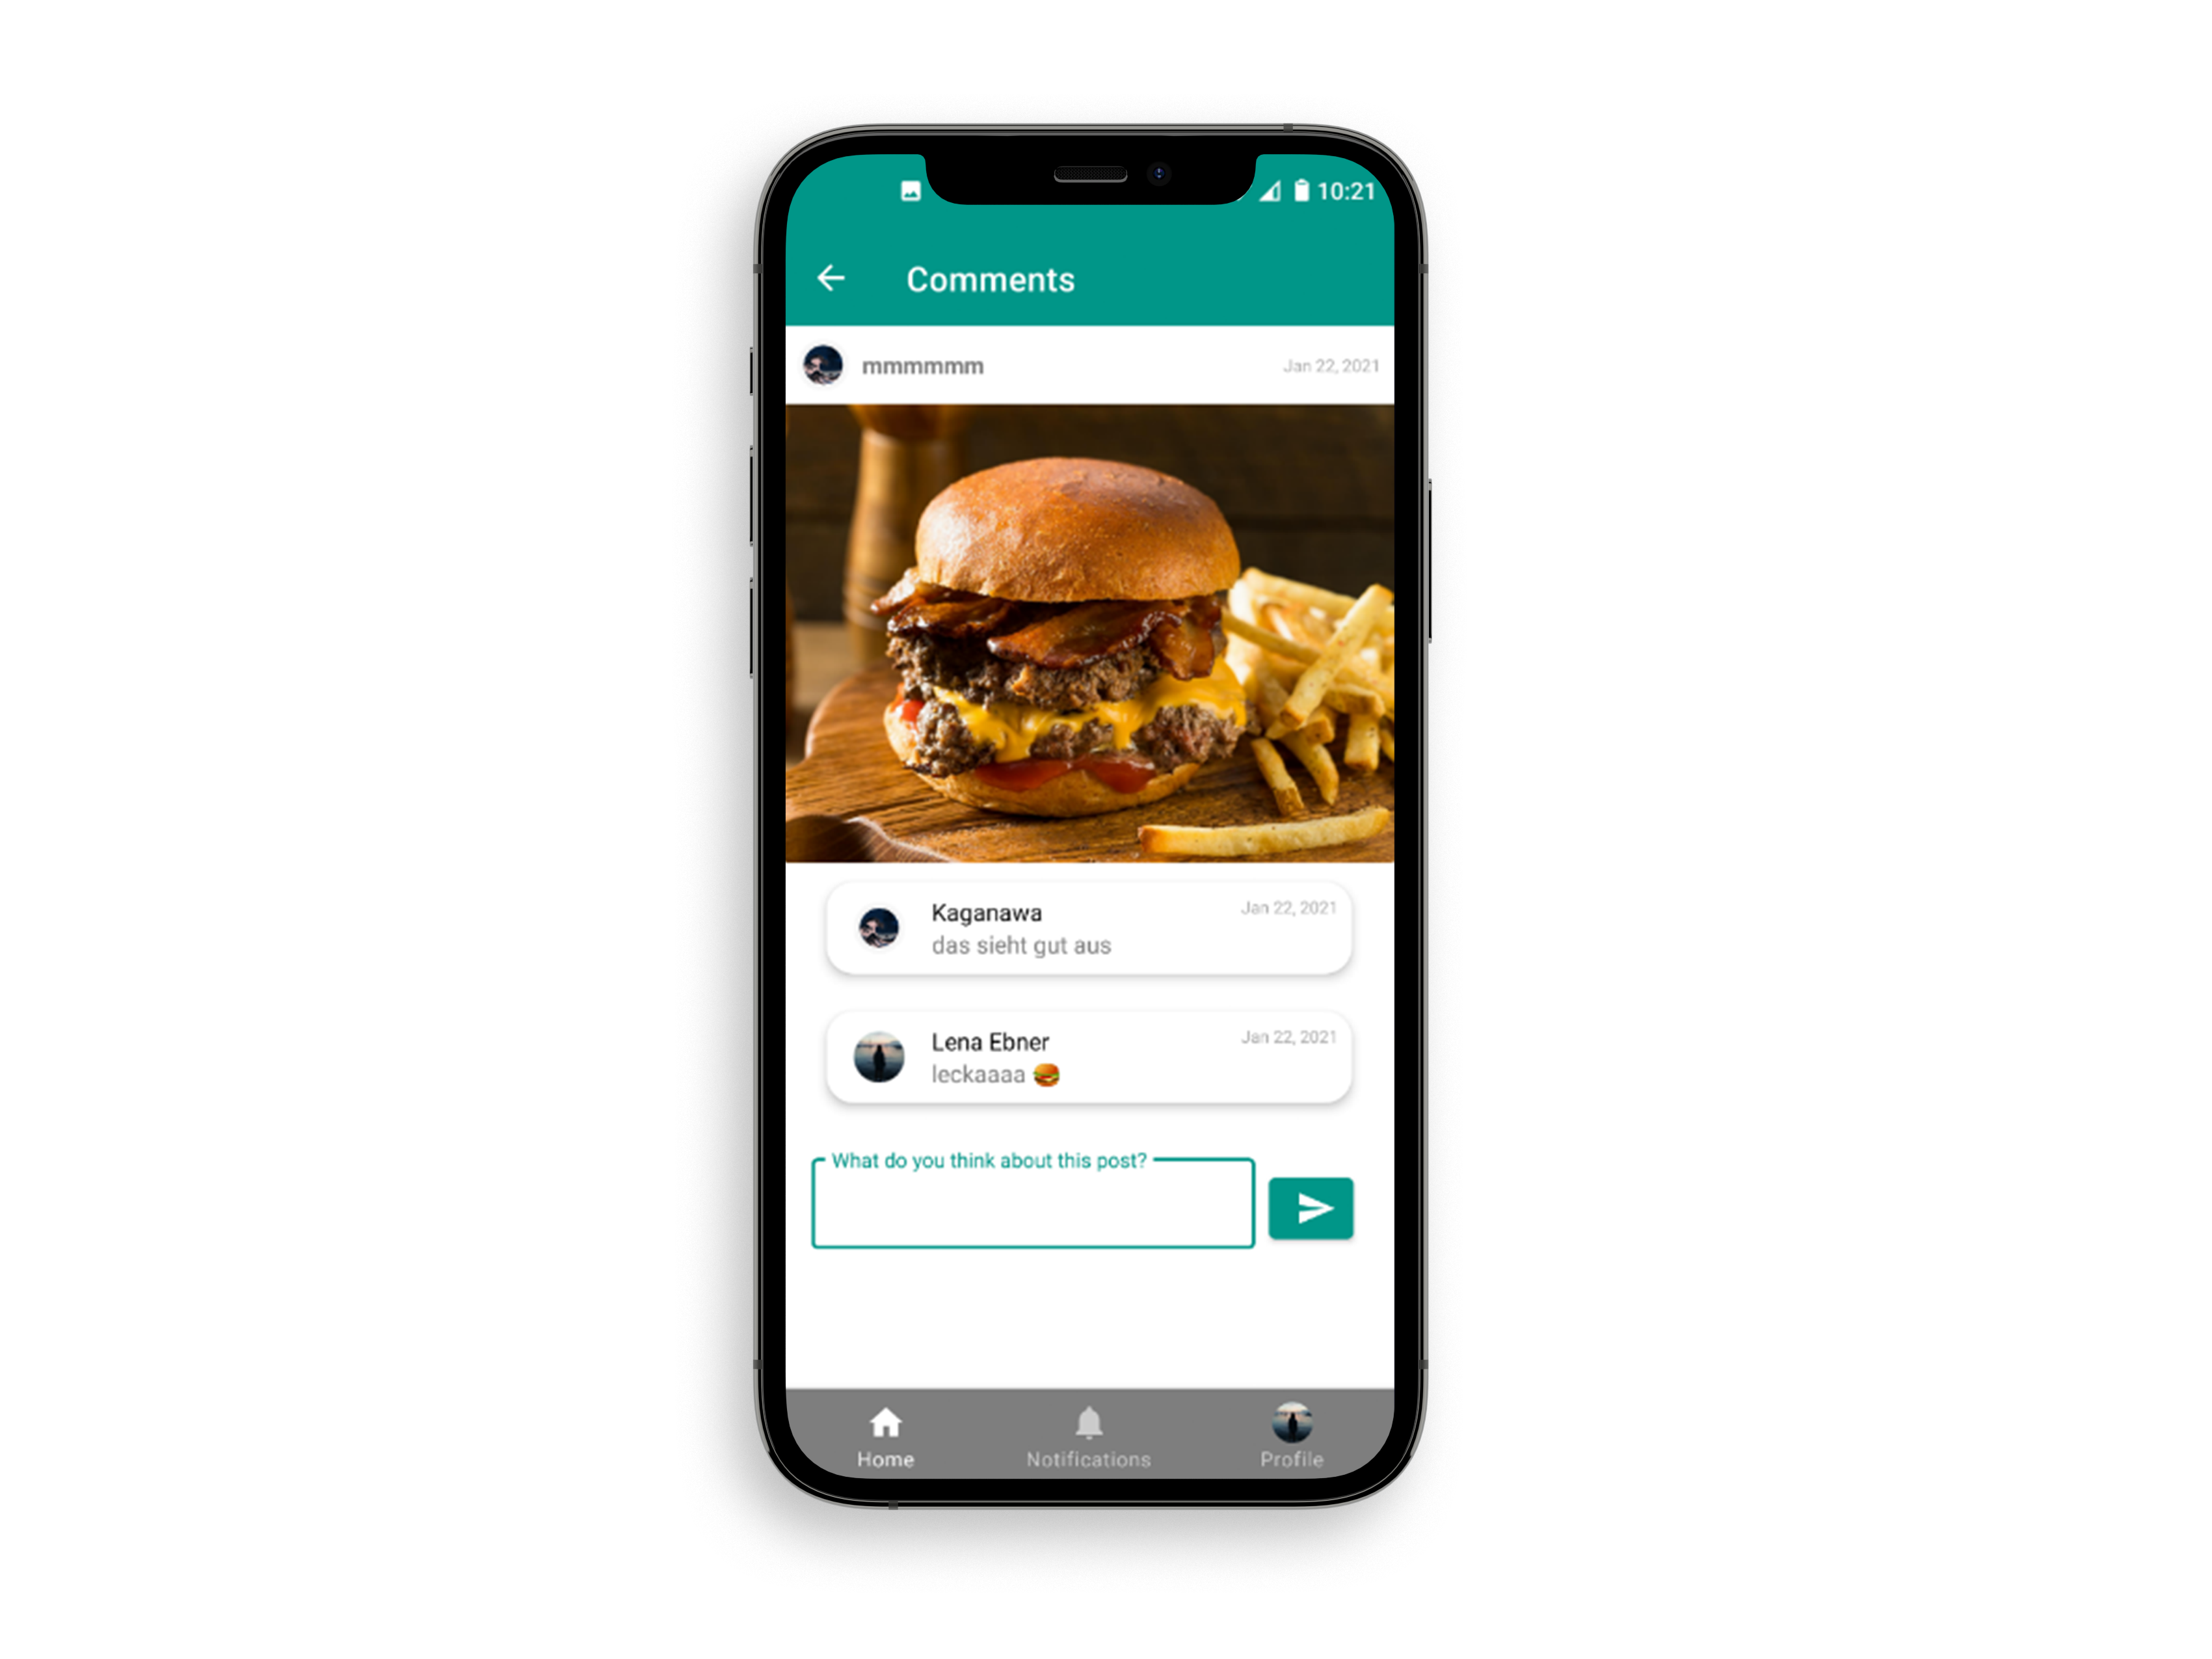 10:21
Comments
mmmmmm
Jan 22, 2021
Kaganawa
Jan 22, 2021
das sieht gut aus
Lena Ebner
Jan 22, 2021
leckaaaa 🍔
What do you think about this post?
Home
Notifications
Profile